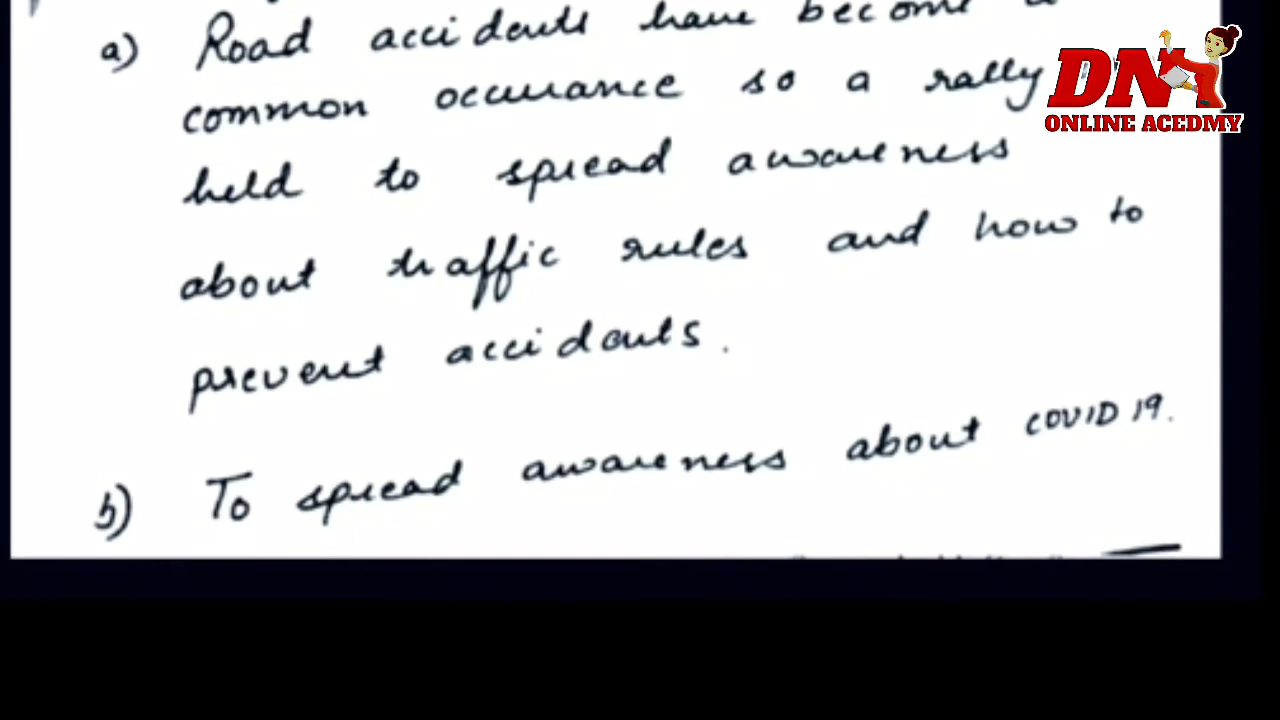 a) Road accidents have become a
common occurance so a rally
held to spread awareness
about traffic rules and how to
prevent accidents.
b) To spread awareness about COVID 19.
DN
ONLINE ACEDMY